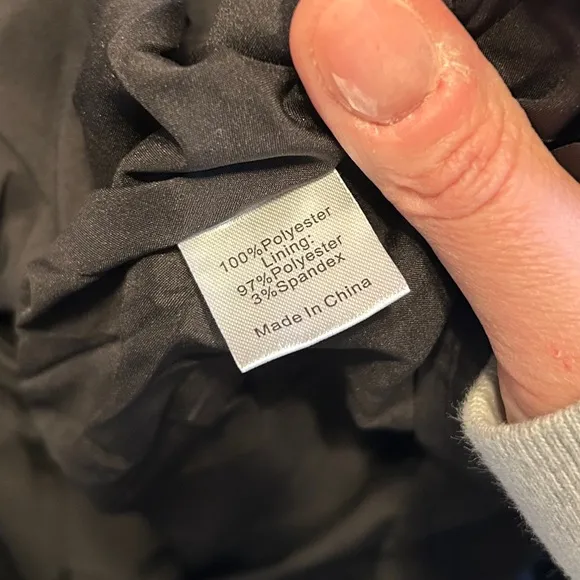 100%Polyester
Lining:
97%Polyester
3%Spandex
Made In China